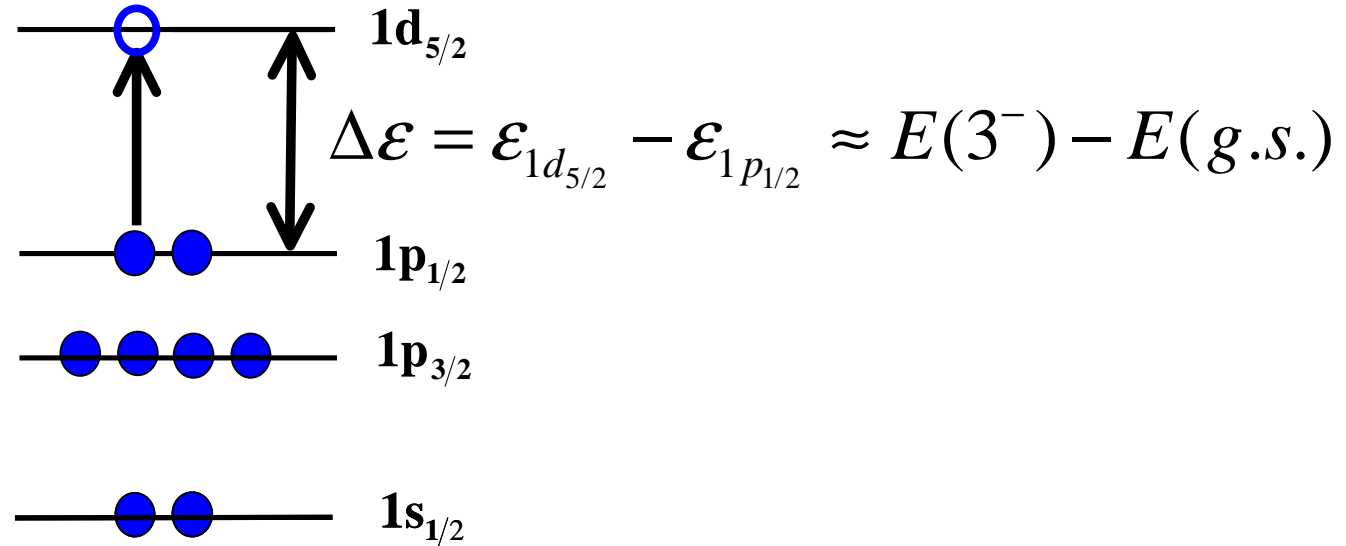 1d₅/₂
Δε = ε₁d₅/₂ − ε₁p₁/₂ ≈ E(3⁻) − E(g.s.)
1p₁/₂
1p₃/₂
1s₁/₂